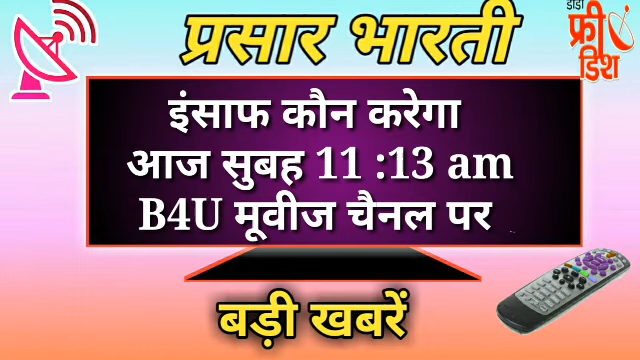 प्रसार भारती
डीडी
फ्री
डिश
इंसाफ कौन करेगा
आज सुबह 11 :13 am
B4U मूवीज चैनल पर
बड़ी खबरें